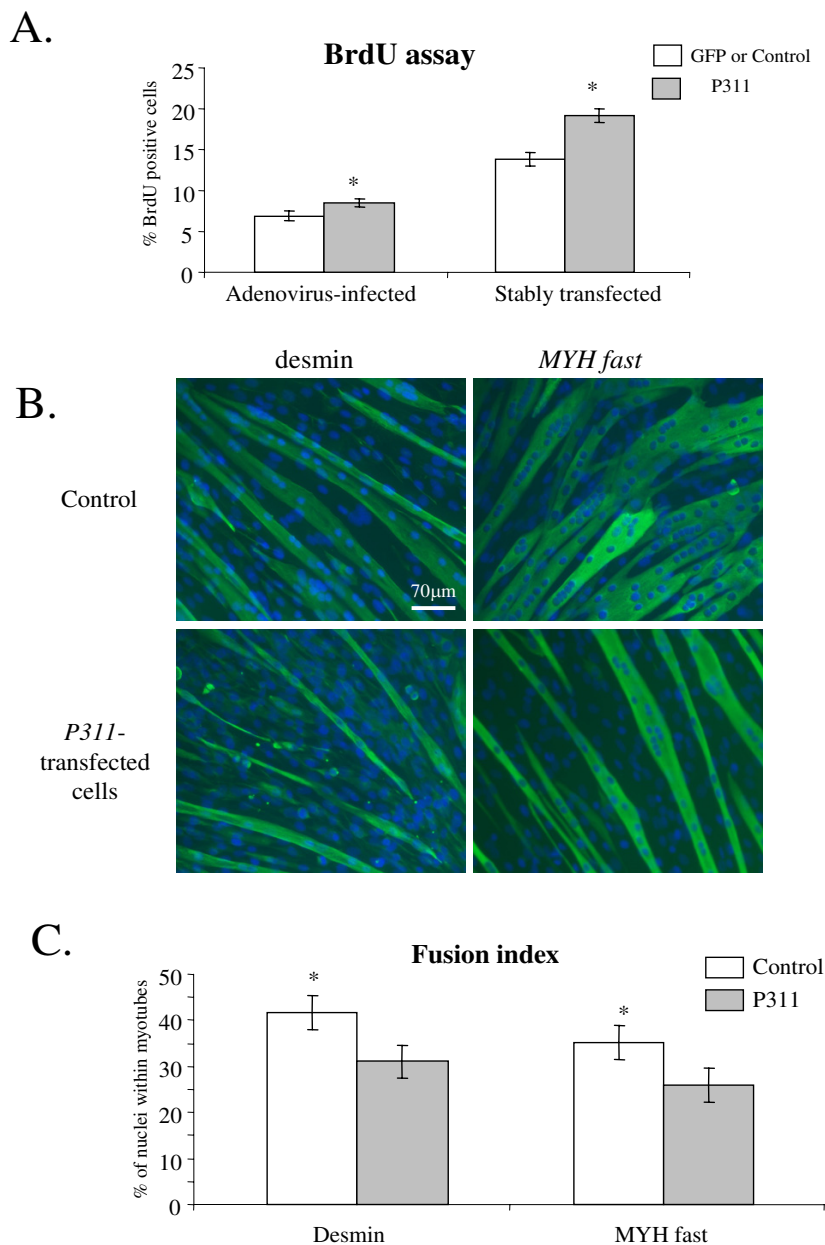 A.
BrdU assay
GFP or Control
P311
% BrdU positive cells
25
20
15
10
5
0
*
*
Adenovirus-infected
Stably transfected
desmin
MYH fast
B.
Control
70µm
P311-
transfected
cells
C.
Fusion index
Control
P311
% of nuclei within myotubes
50
40
30
20
10
0
*
*
Desmin
MYH fast